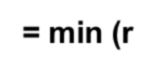 = min (r